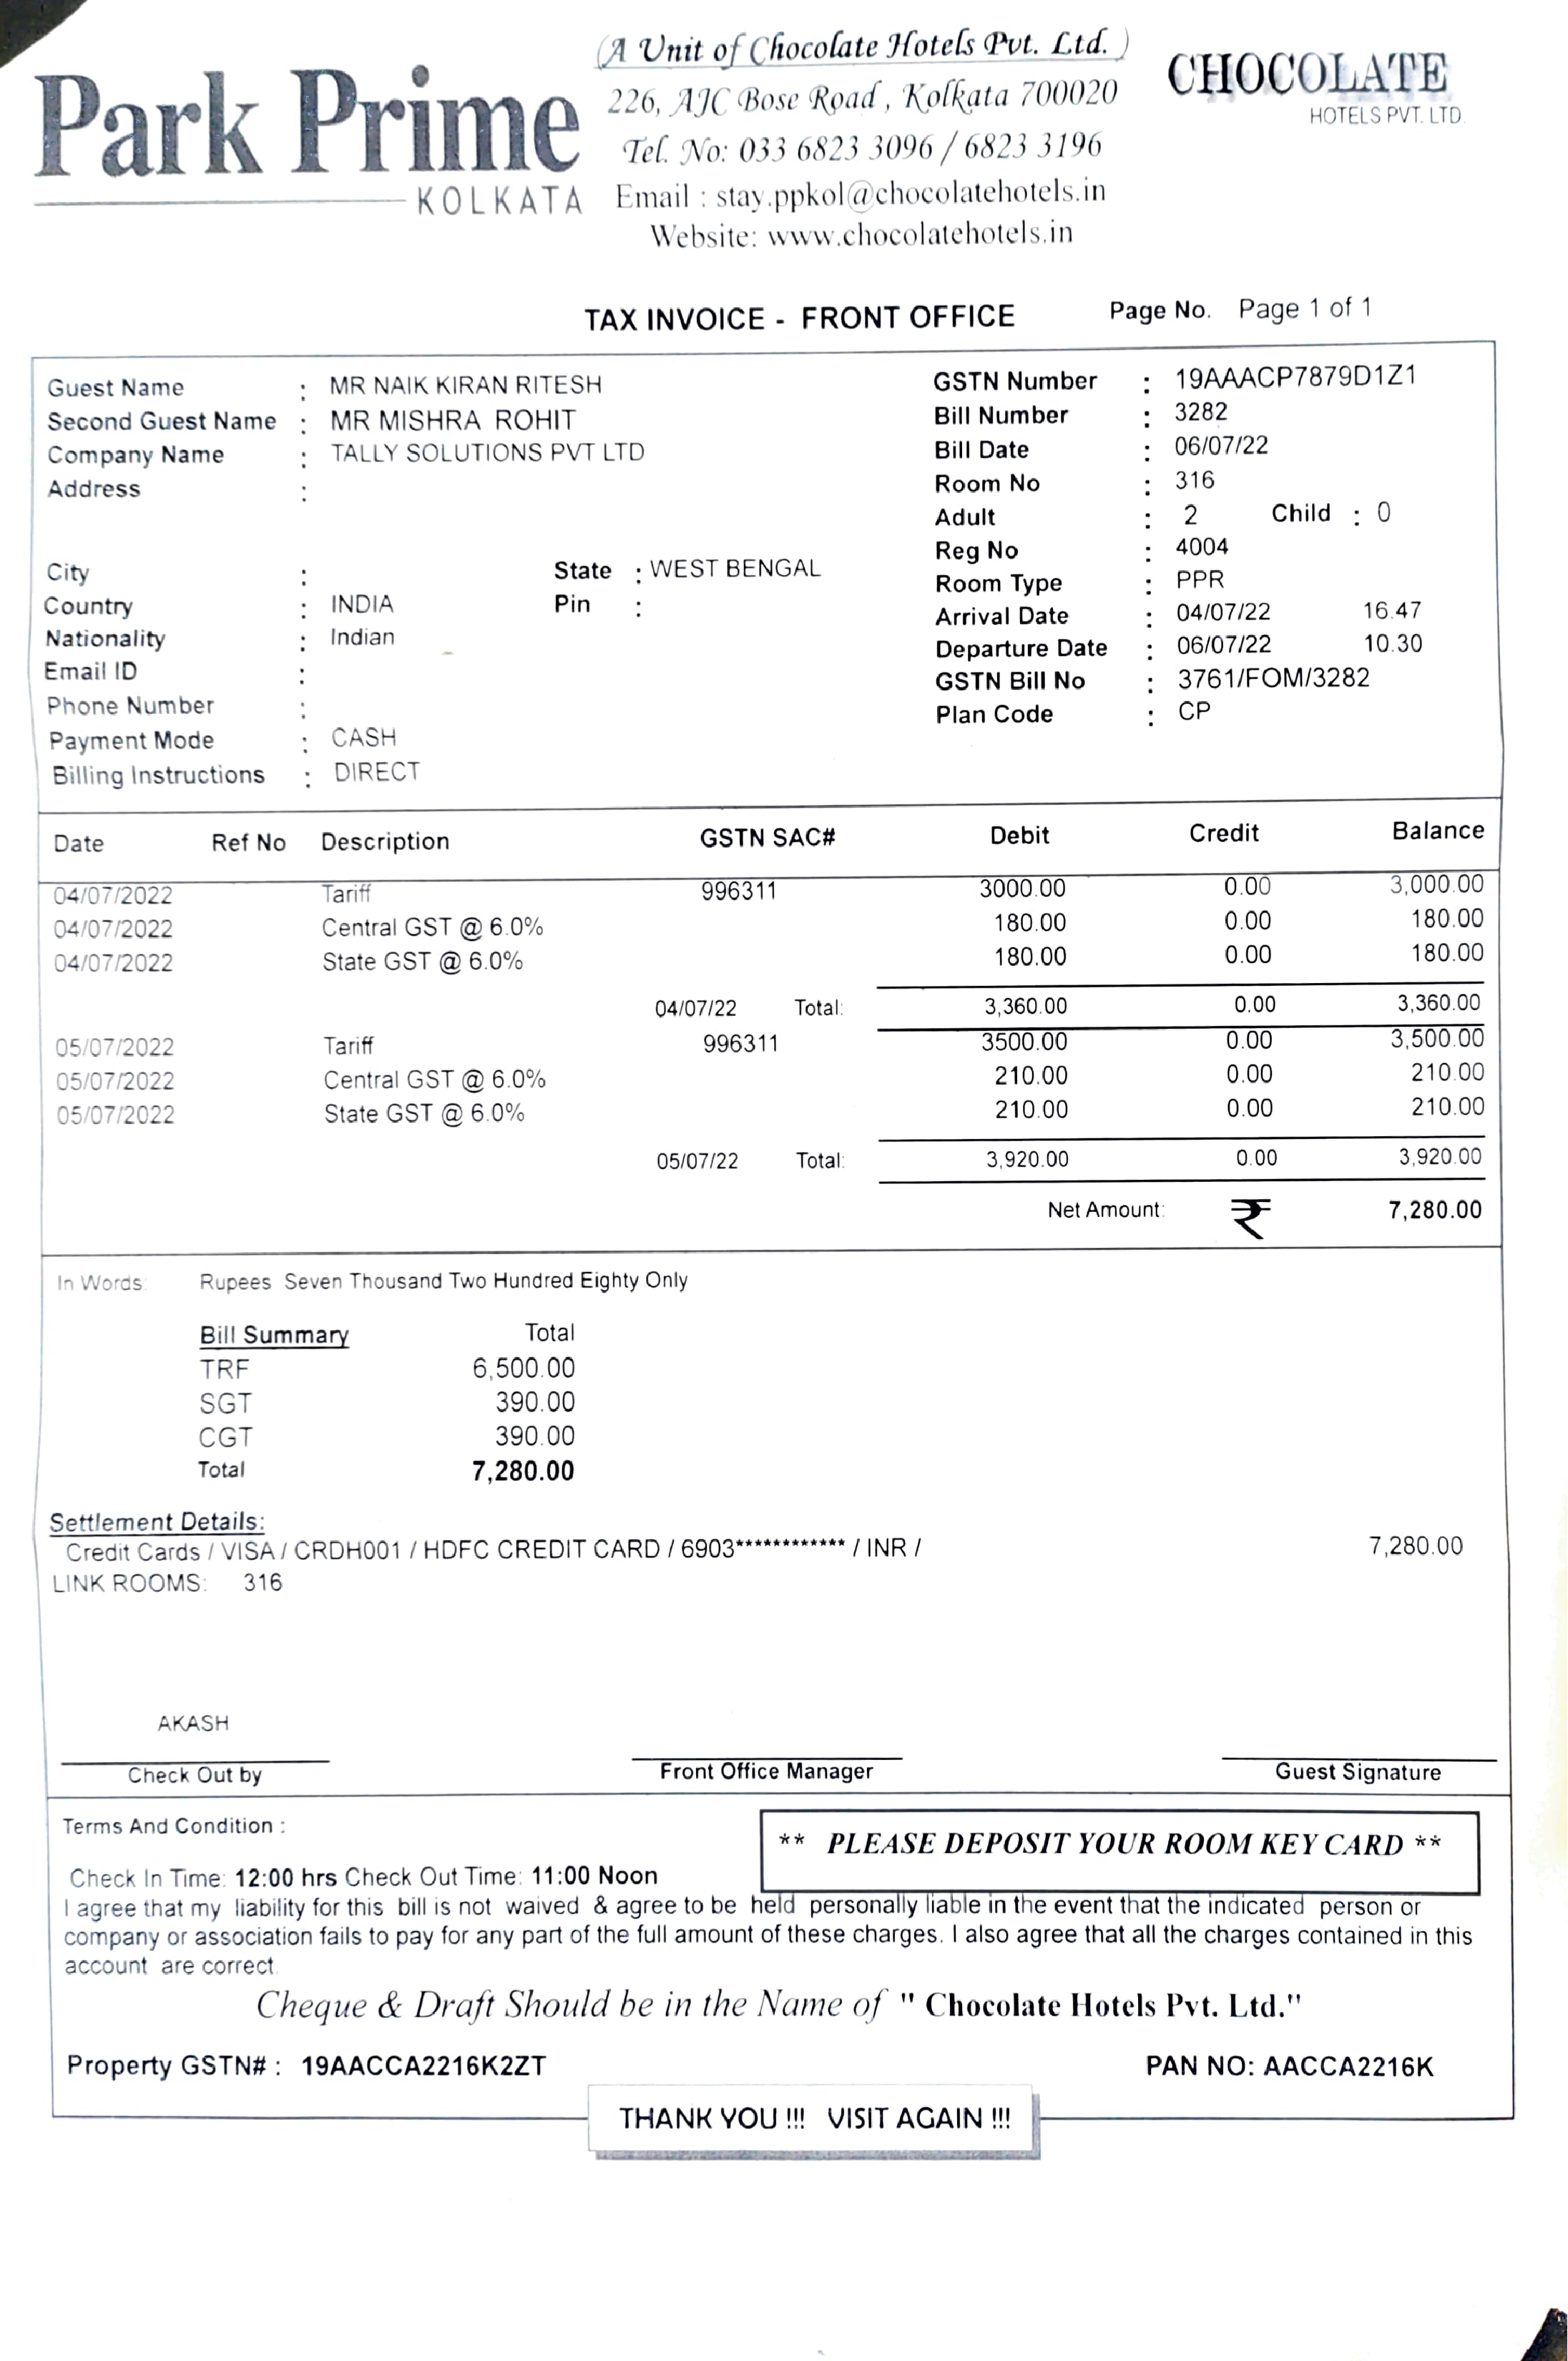 Park Prime
KOLKATA
(A Unit of Chocolate Hotels Pvt. Ltd.)
226, AJC Bose Road, Kolkata 700020
Tel. No: 033 6823 3096 / 6823 3196
Email : stay.ppkol@chocolatehotels.in
Website: www.chocolatehotels.in
CHOCOLATE
HOTELS PVT. LTD.
TAX INVOICE - FRONT OFFICE Page No. Page 1 of 1
Guest Name : MR NAIK KIRAN RITESH
Second Guest Name : MR MISHRA ROHIT
Company Name : TALLY SOLUTIONS PVT LTD
Address :
City : State : WEST BENGAL
Country : INDIA Pin :
Nationality : Indian
Email ID :
Phone Number :
Payment Mode : CASH
Billing Instructions : DIRECT
GSTN Number : 19AAACP7879D1Z1
Bill Number : 3282
Bill Date : 06/07/22
Room No : 316
Adult : 2 Child : 0
Reg No : 4004
Room Type : PPR
Arrival Date : 04/07/22 16.47
Departure Date : 06/07/22 10.30
GSTN Bill No : 3761/FOM/3282
Plan Code : CP
Date Ref No Description GSTN SAC# Debit Credit Balance
04/07/2022 Tariff 996311 3000.00 0.00 3,000.00
04/07/2022 Central GST @ 6.0% 180.00 0.00 180.00
04/07/2022 State GST @ 6.0% 180.00 0.00 180.00
04/07/22 Total: 3,360.00 0.00 3,360.00
05/07/2022 Tariff 996311 3500.00 0.00 3,500.00
05/07/2022 Central GST @ 6.0% 210.00 0.00 210.00
05/07/2022 State GST @ 6.0% 210.00 0.00 210.00
05/07/22 Total: 3,920.00 0.00 3,920.00
Net Amount: ₹ 7,280.00
In Words: Rupees Seven Thousand Two Hundred Eighty Only
Bill Summary Total
TRF 6,500.00
SGT 390.00
CGT 390.00
Total 7,280.00
Settlement Details:
Credit Cards / VISA / CRDH001 / HDFC CREDIT CARD / 6903************ / INR / 7,280.00
LINK ROOMS: 316
AKASH
Check Out by Front Office Manager Guest Signature
Terms And Condition :
** PLEASE DEPOSIT YOUR ROOM KEY CARD **
Check In Time: 12:00 hrs Check Out Time: 11:00 Noon
I agree that my liability for this bill is not waived & agree to be held personally liable in the event that the indicated person or
company or association fails to pay for any part of the full amount of these charges. I also agree that all the charges contained in this
account are correct.
Cheque & Draft Should be in the Name of " Chocolate Hotels Pvt. Ltd."
Property GSTN# : 19AACCA2216K2ZT PAN NO: AACCA2216K
THANK YOU !!! VISIT AGAIN !!!